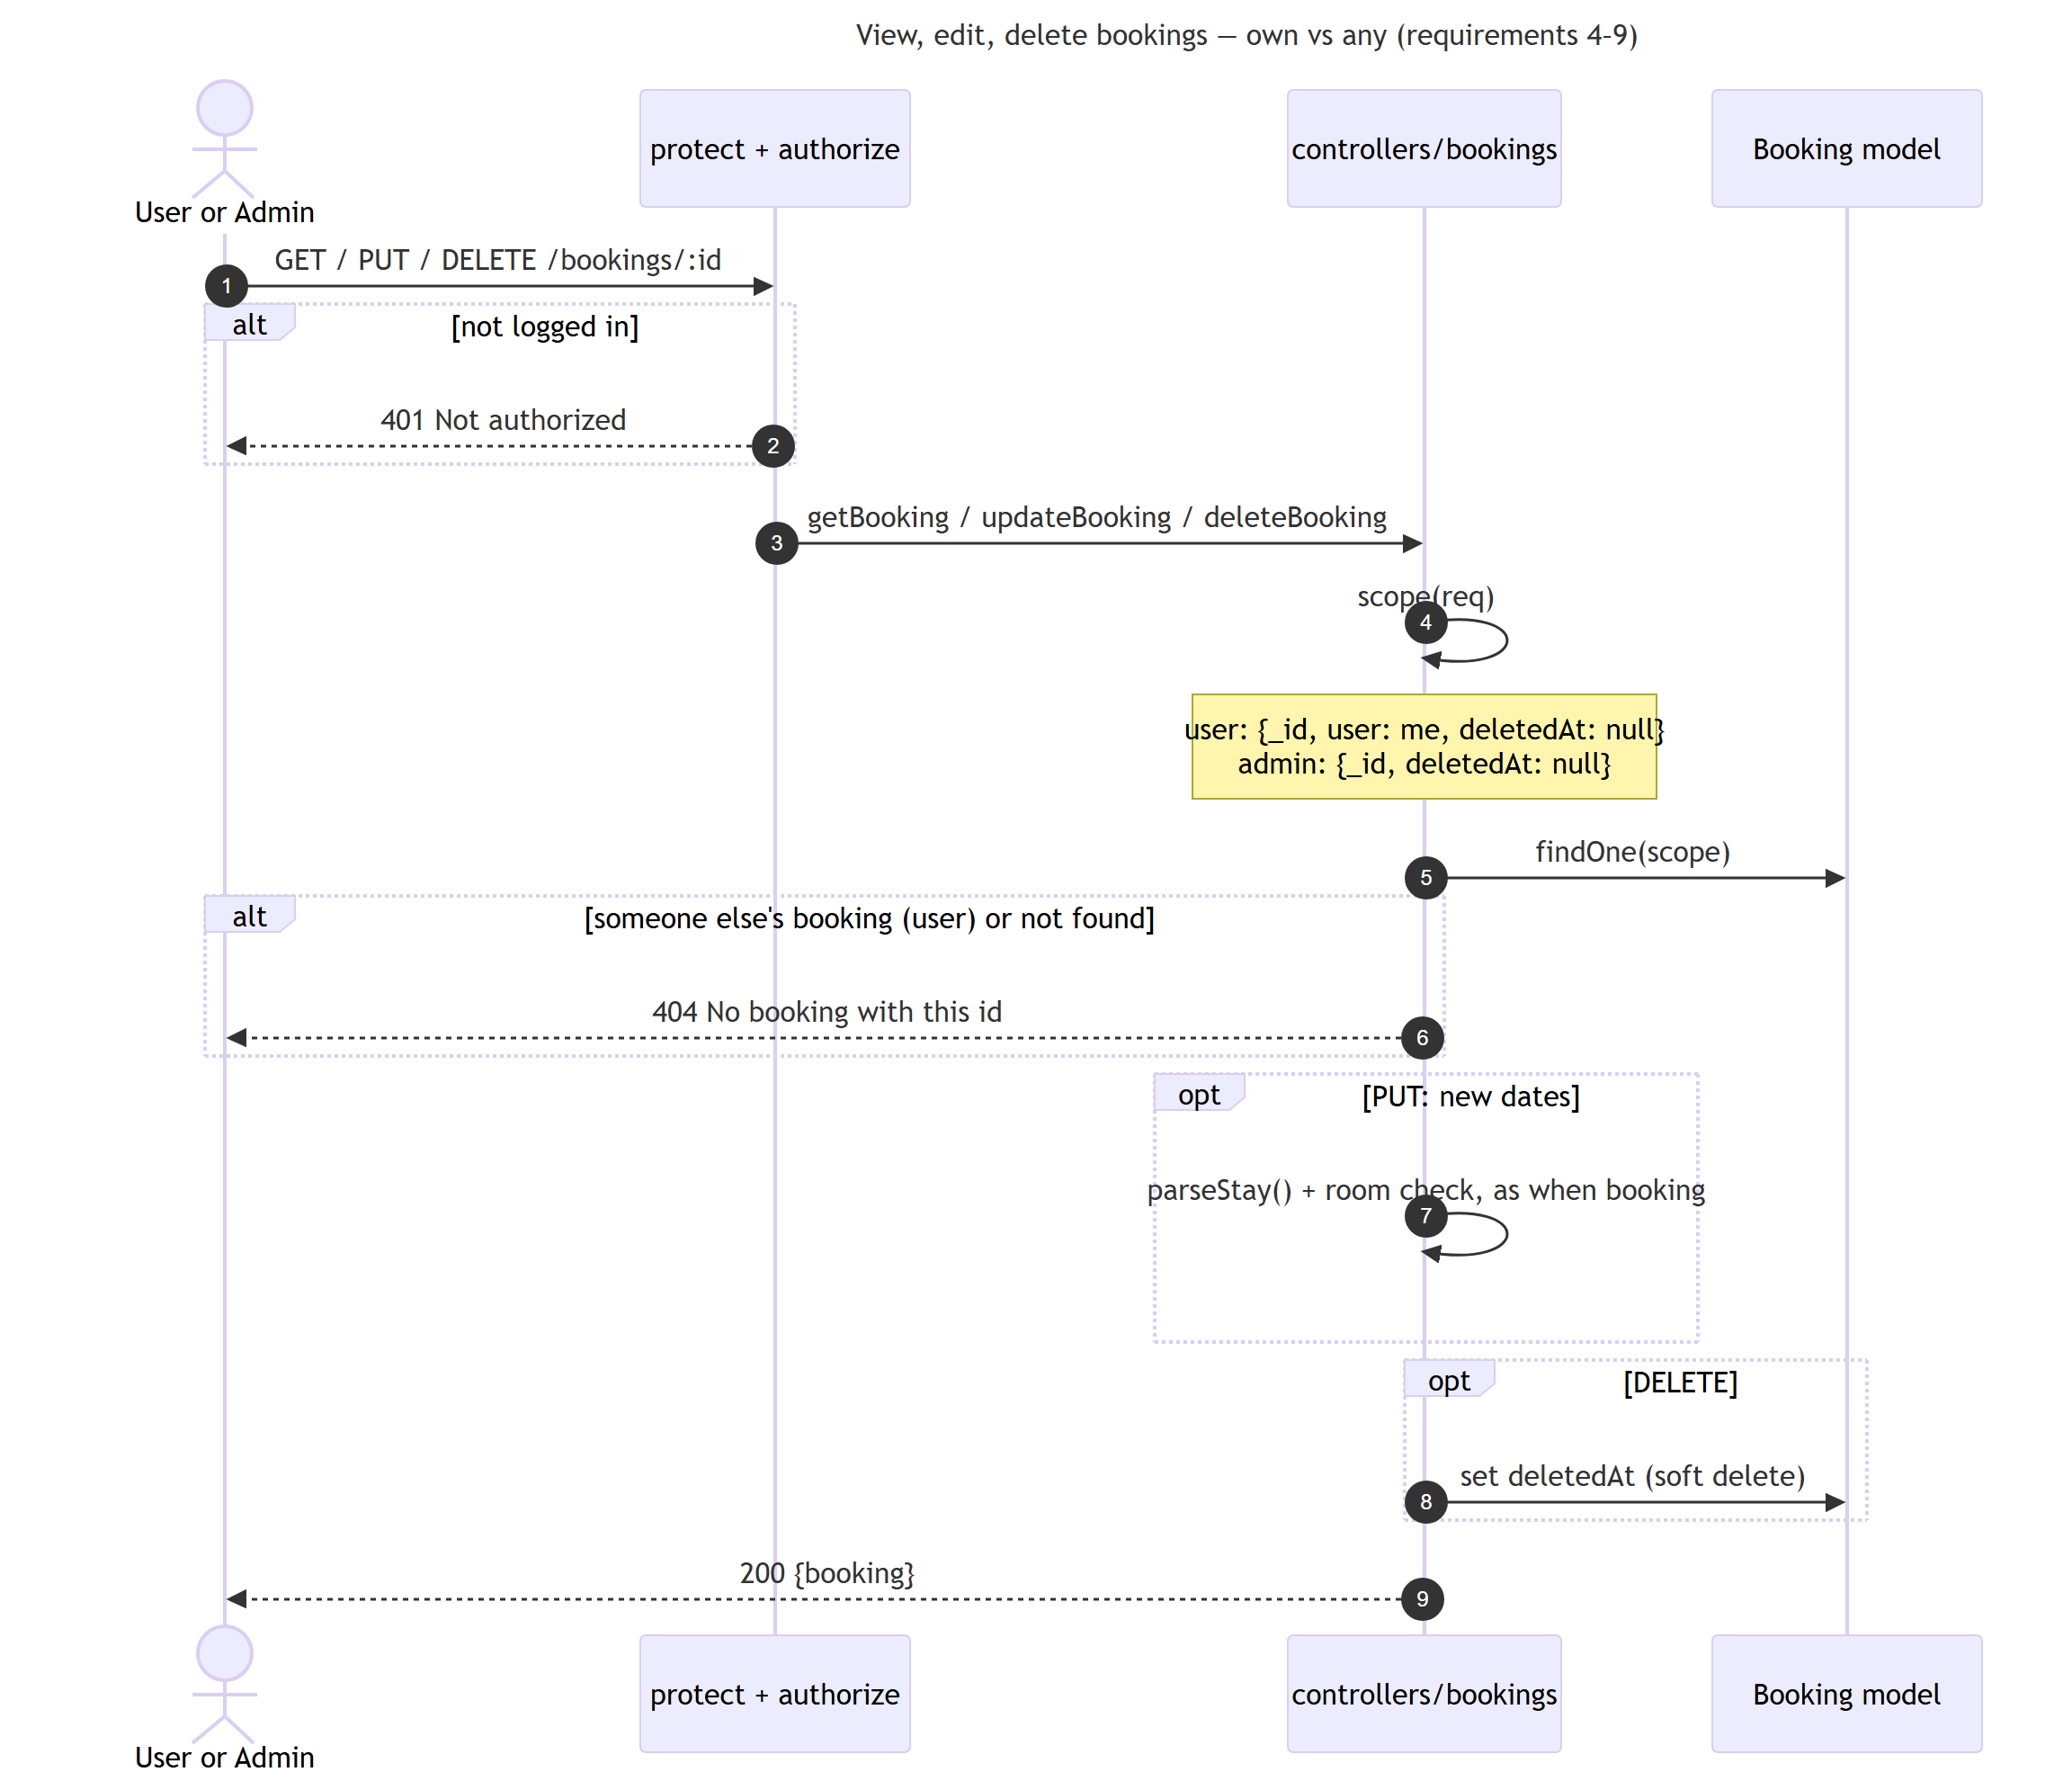 View, edit, delete bookings — own vs any (requirements 4-9)
User or Admin
protect + authorize
controllers/bookings
Booking model
GET / PUT / DELETE /bookings/:id
1
alt
[not logged in]
401 Not authorized
2
getBooking / updateBooking / deleteBooking
3
scope(req)
4
user: {_id, user: me, deletedAt: null}
admin: {_id, deletedAt: null}
findOne(scope)
5
alt
[someone else's booking (user) or not found]
404 No booking with this id
6
opt
[PUT: new dates]
parseStay() + room check, as when booking
7
opt
[DELETE]
set deletedAt (soft delete)
8
200 {booking}
9
protect + authorize
controllers/bookings
Booking model
User or Admin